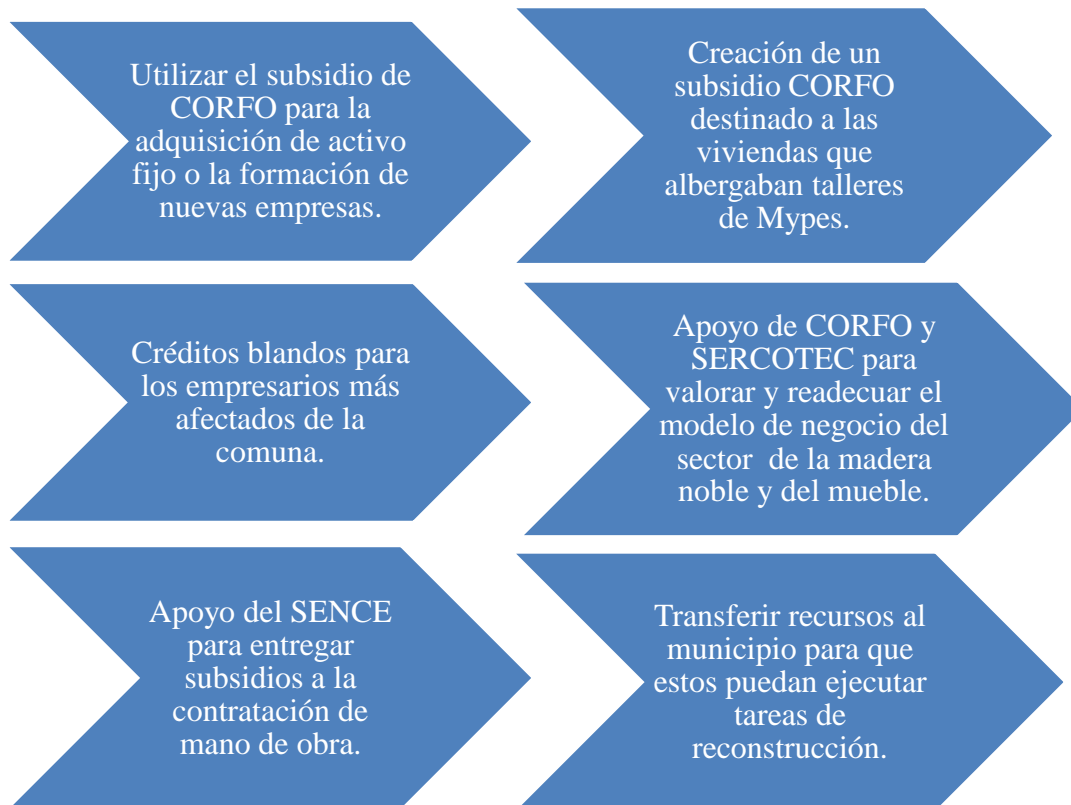 Utilizar el subsidio de
CORFO para la
adquisición de activo
fijo o la formación de
nuevas empresas.
Creación de un
subsidio CORFO
destinado a las
viviendas que
albergaban talleres
de Mypes.
Créditos blandos para
los empresarios más
afectados de la
comuna.
Apoyo de CORFO y
SERCOTEC para
valorar y readecuar el
modelo de negocio del
sector de la madera
noble y del mueble.
Apoyo del SENCE
para entregar
subsidios a la
contratación de
mano de obra.
Transferir recursos al
municipio para que
estos puedan ejecutar
tareas de
reconstrucción.